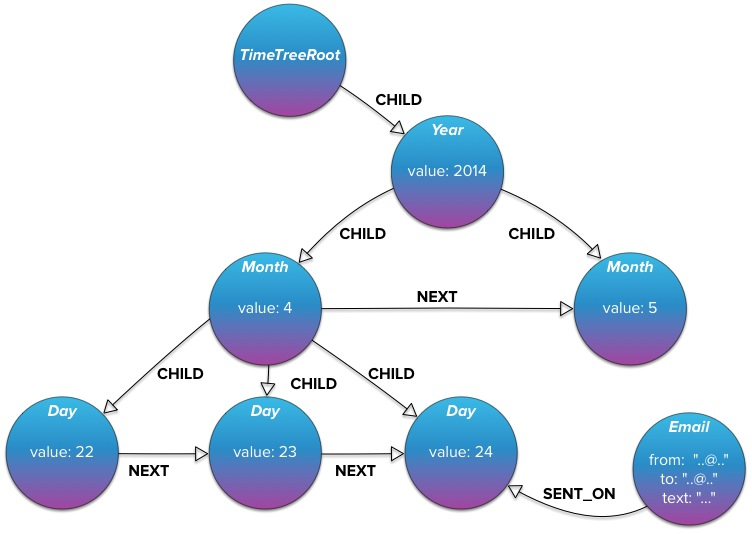 TimeTreeRoot
CHILD
Year
value: 2014
CHILD
CHILD
Month
value: 4
NEXT
Month
value: 5
CHILD
CHILD
CHILD
Day
value: 22
NEXT
Day
value: 23
NEXT
Day
value: 24
SENT_ON
Email
from: "..@.."
to: "..@.."
text: "..."